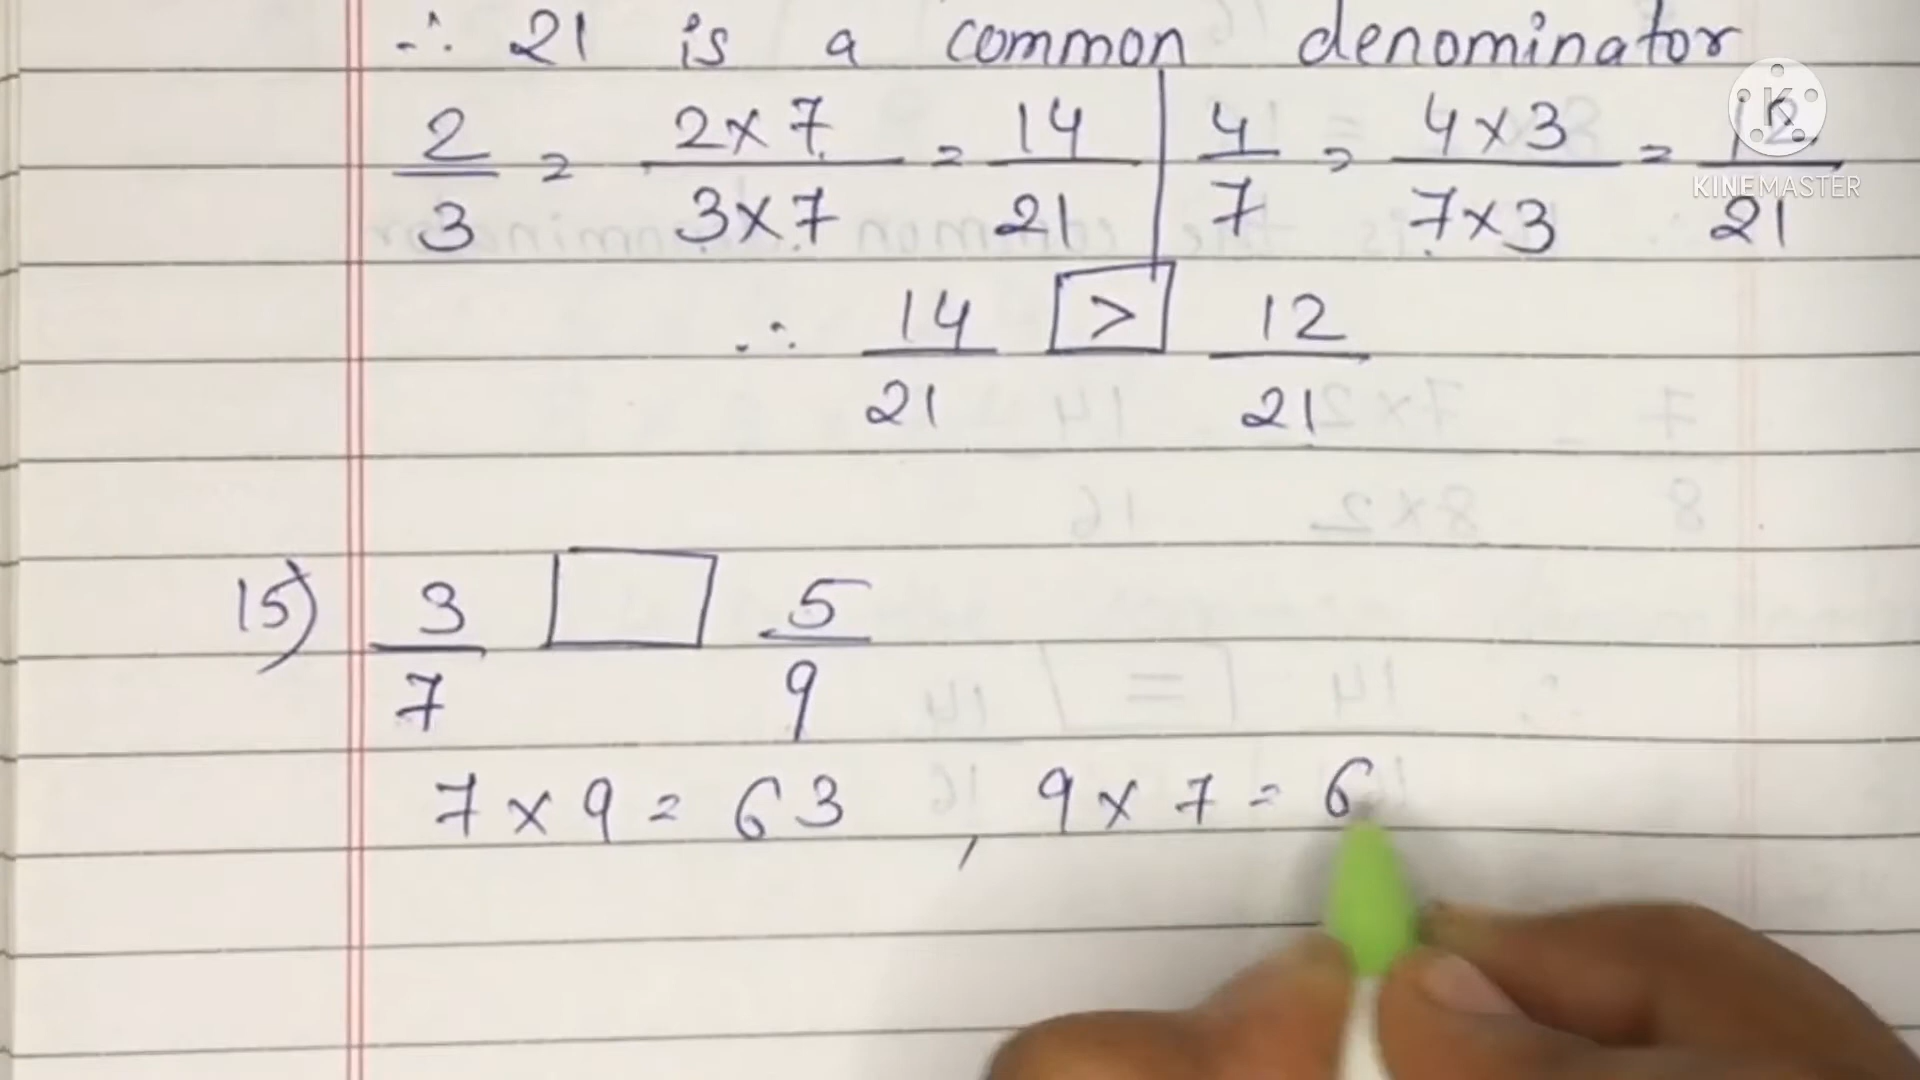 ∴ 21 is a common denominator
2/3 = 2×7/3×7 = 14/21 | 4/7 = 4×3/7×3 = 12/21
K
KINEMASTER
∴ 14/21 > 12/21
15) 3/7 □ 5/9
7 × 9 = 63 , 9 × 7 = 6